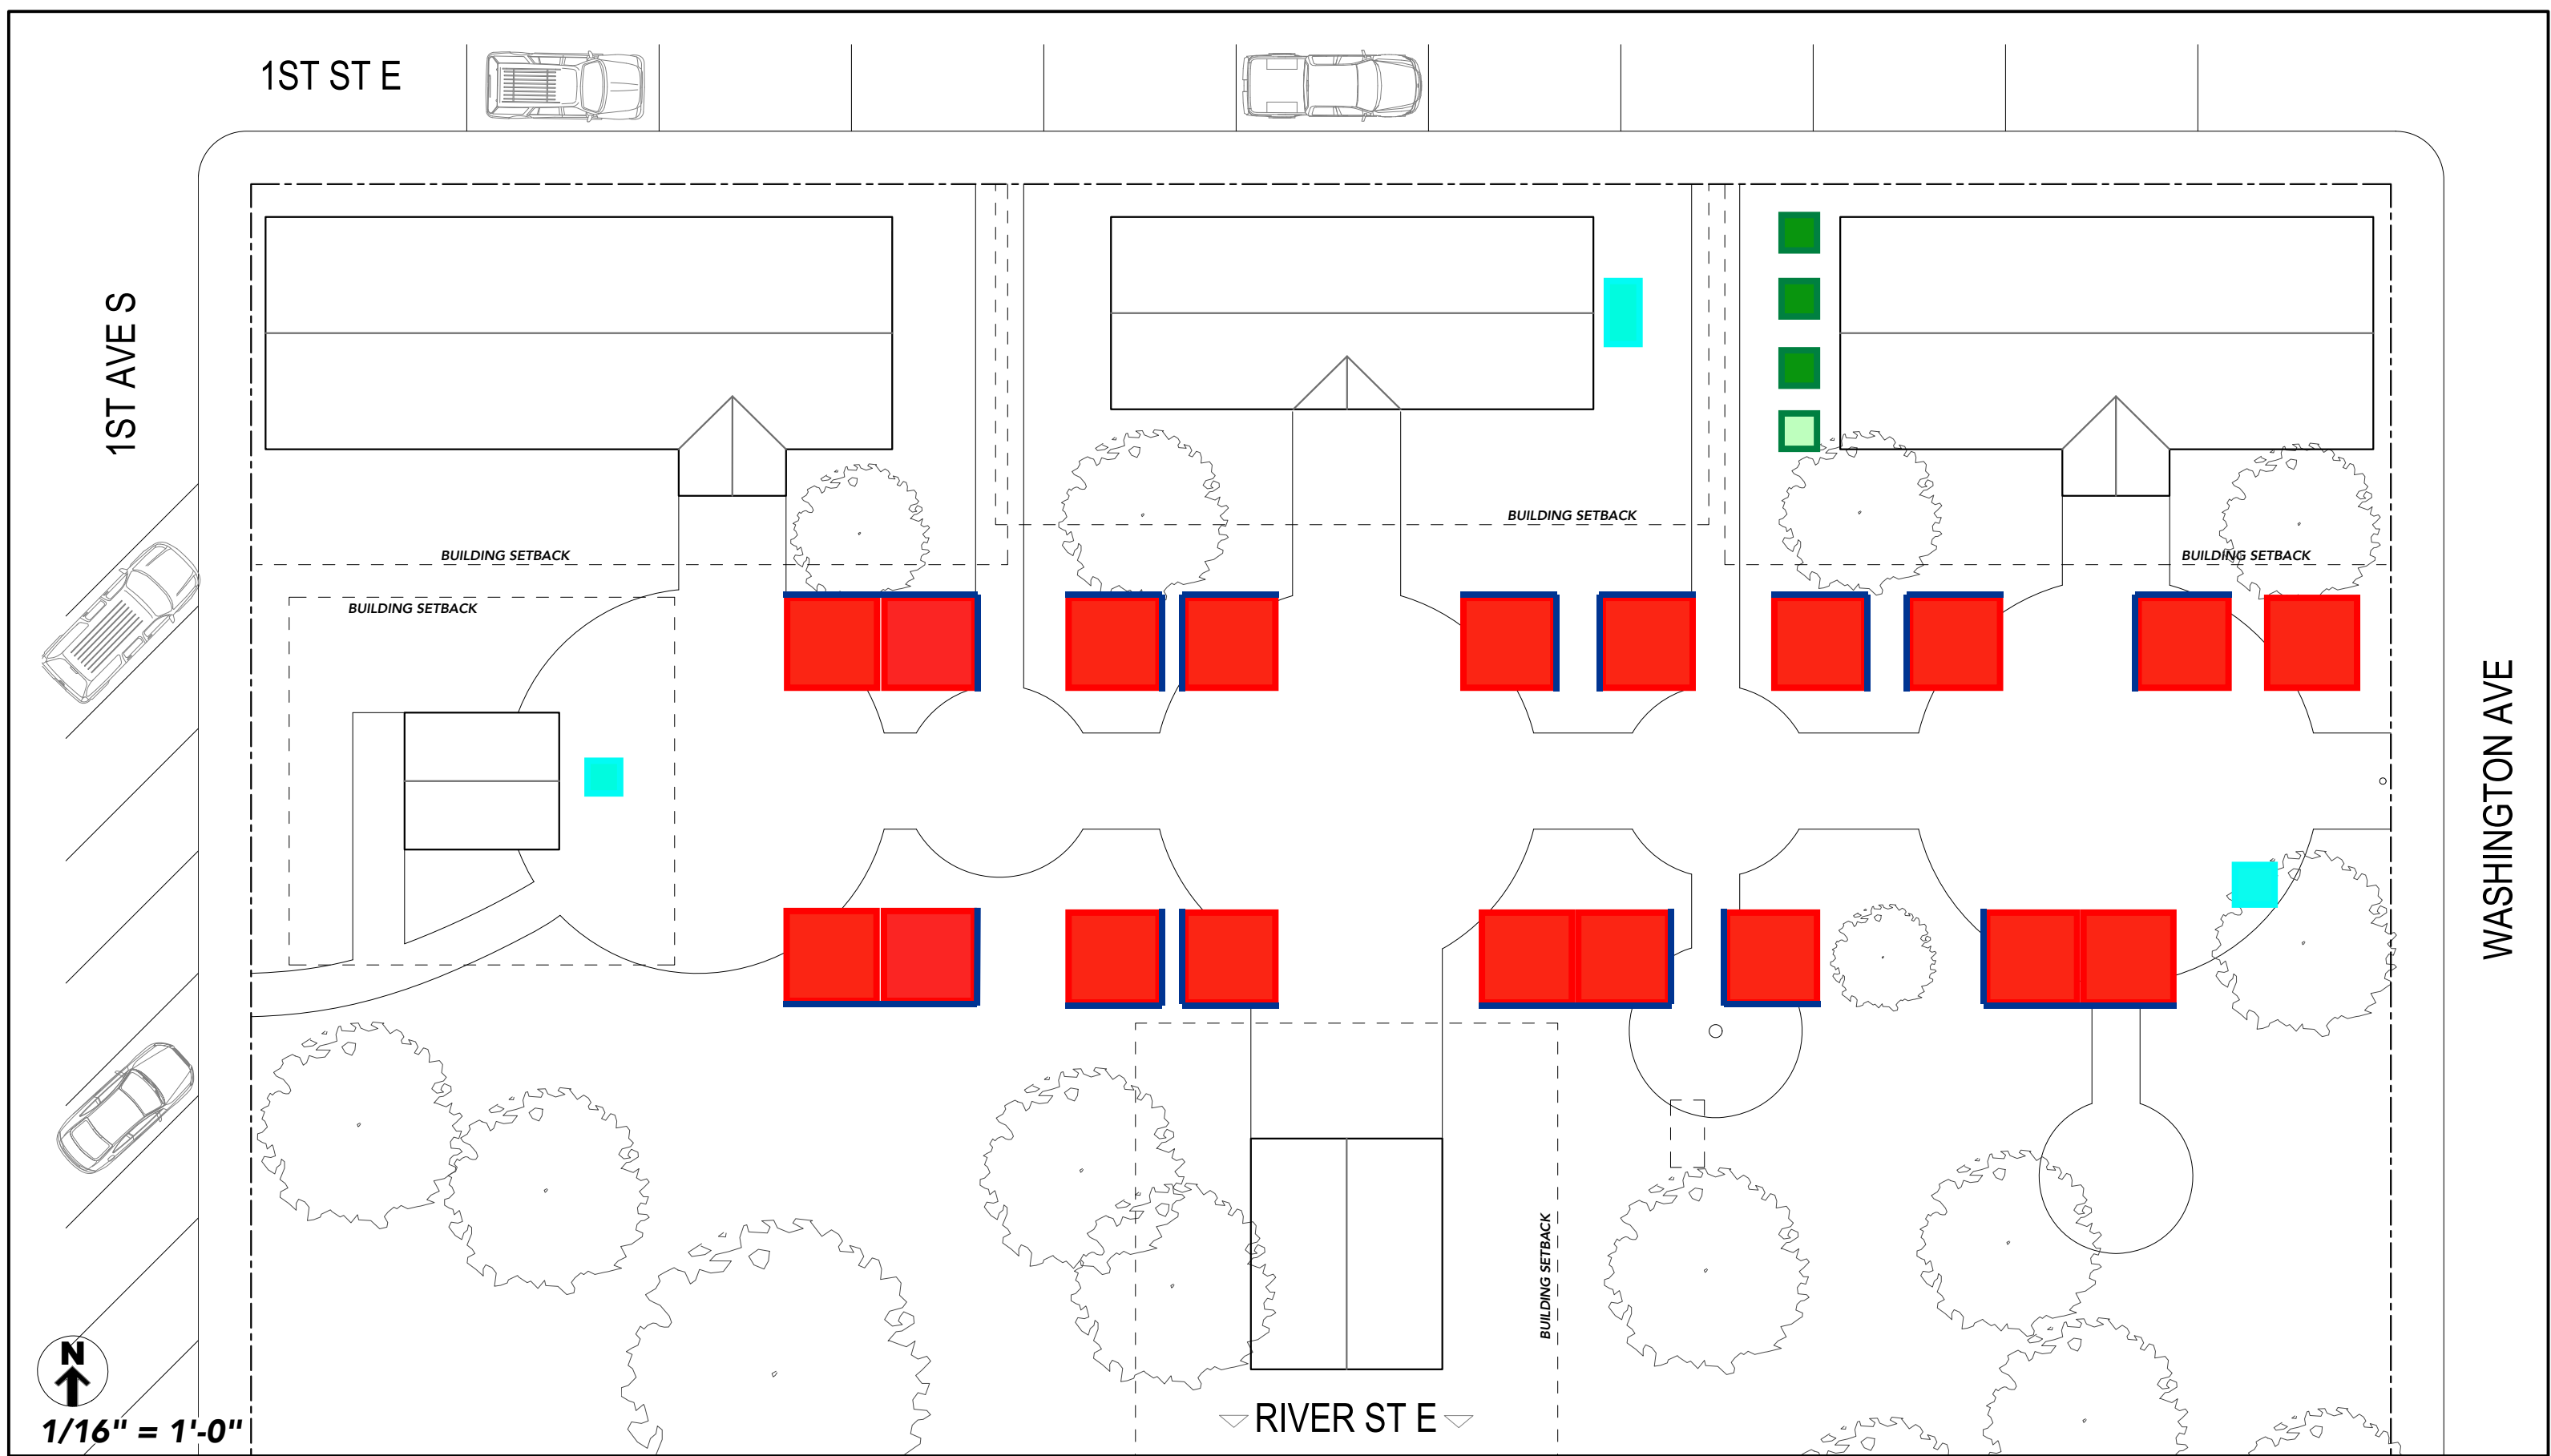 1ST ST E
1ST AVE S
BUILDING SETBACK
BUILDING SETBACK
BUILDING SETBACK
BUILDING SETBACK
WASHINGTON AVE
BUILDING SETBACK
N
1/16" = 1'-0"
RIVER ST E